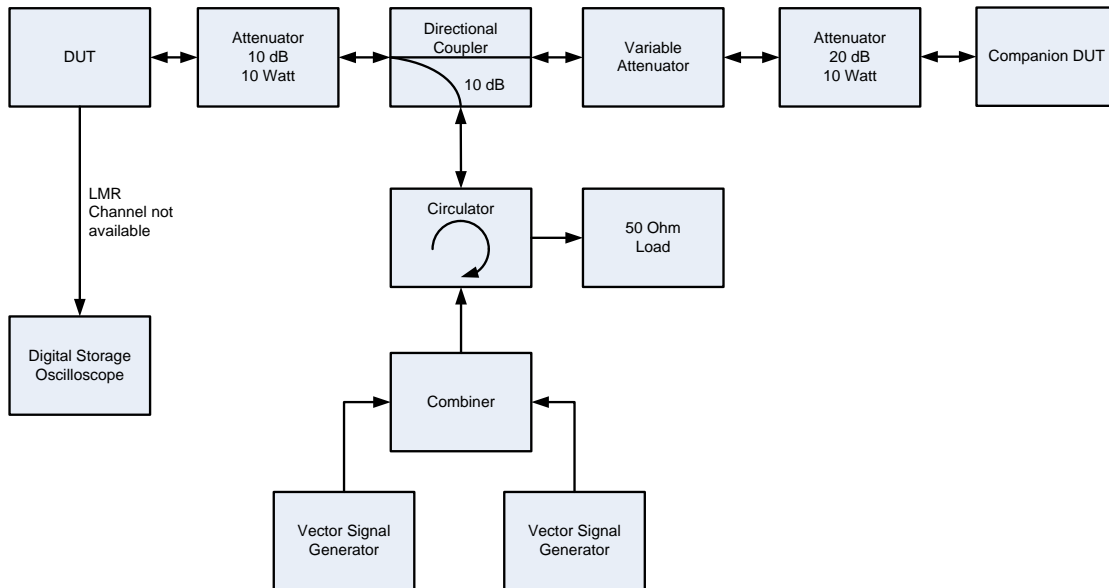 DUT
Attenuator
10 dB
10 Watt
Directional
Coupler
10 dB
Variable
Attenuator
Attenuator
20 dB
10 Watt
Companion DUT
LMR
Channel not
available
Circulator
50 Ohm
Load
Digital Storage
Oscilloscope
Combiner
Vector Signal
Generator
Vector Signal
Generator